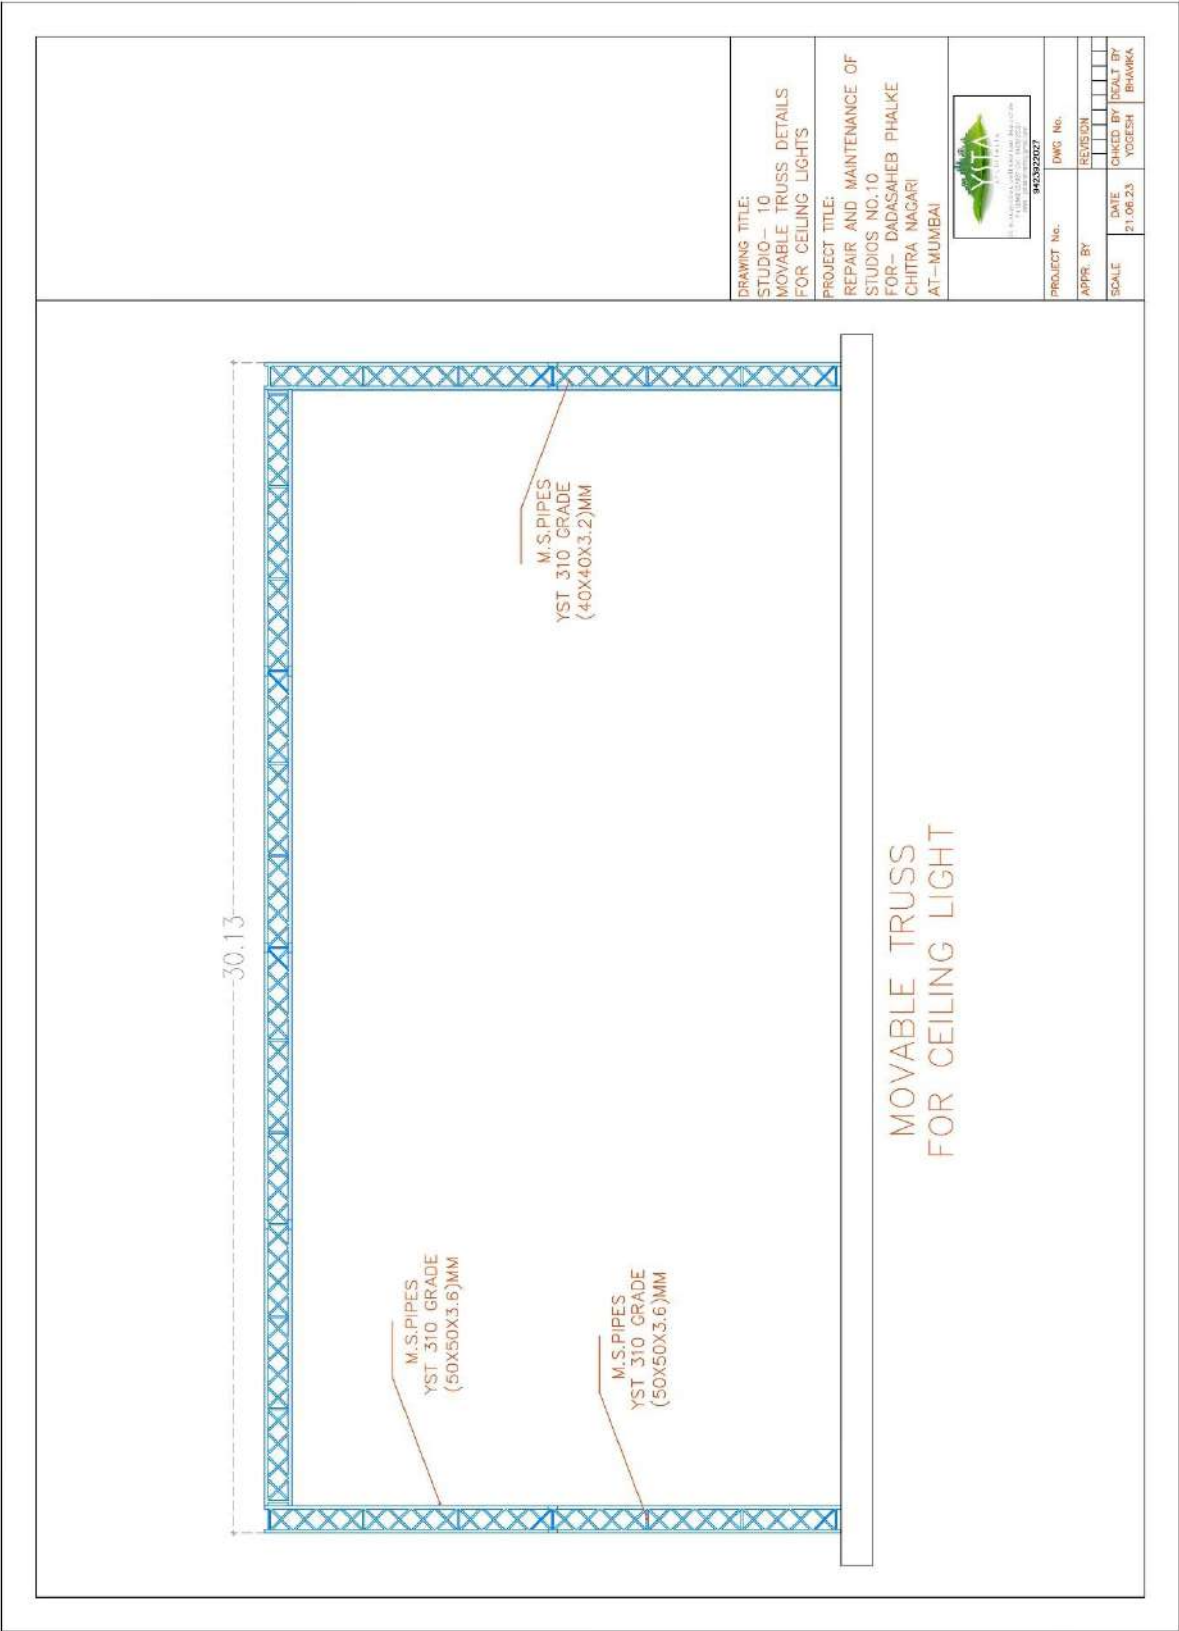 30.13
M.S.PIPES
YST 310 GRADE
(50X50X3.6)MM
M.S.PIPES
YST 310 GRADE
(50X50X3.6)MM
M.S.PIPES
YST 310 GRADE
(40X40X3.2)MM
MOVABLE TRUSS
FOR CEILING LIGHT
DRAWING TITLE:
STUDIO- 10
MOVABLE TRUSS DETAILS
FOR CEILING LIGHTS
PROJECT TITLE:
REPAIR AND MAINTENANCE OF
STUDIOS NO.10
FOR- DADASAHEB PHALKE
CHITRA NAGARI
AT-MUMBAI
9423922027
PROJECT No.
DWG No.
APPR. BY
REVISION
SCALE
DATE
21.06.23
CHKED BY
YOGESH
DEALT BY
BHAVIKA